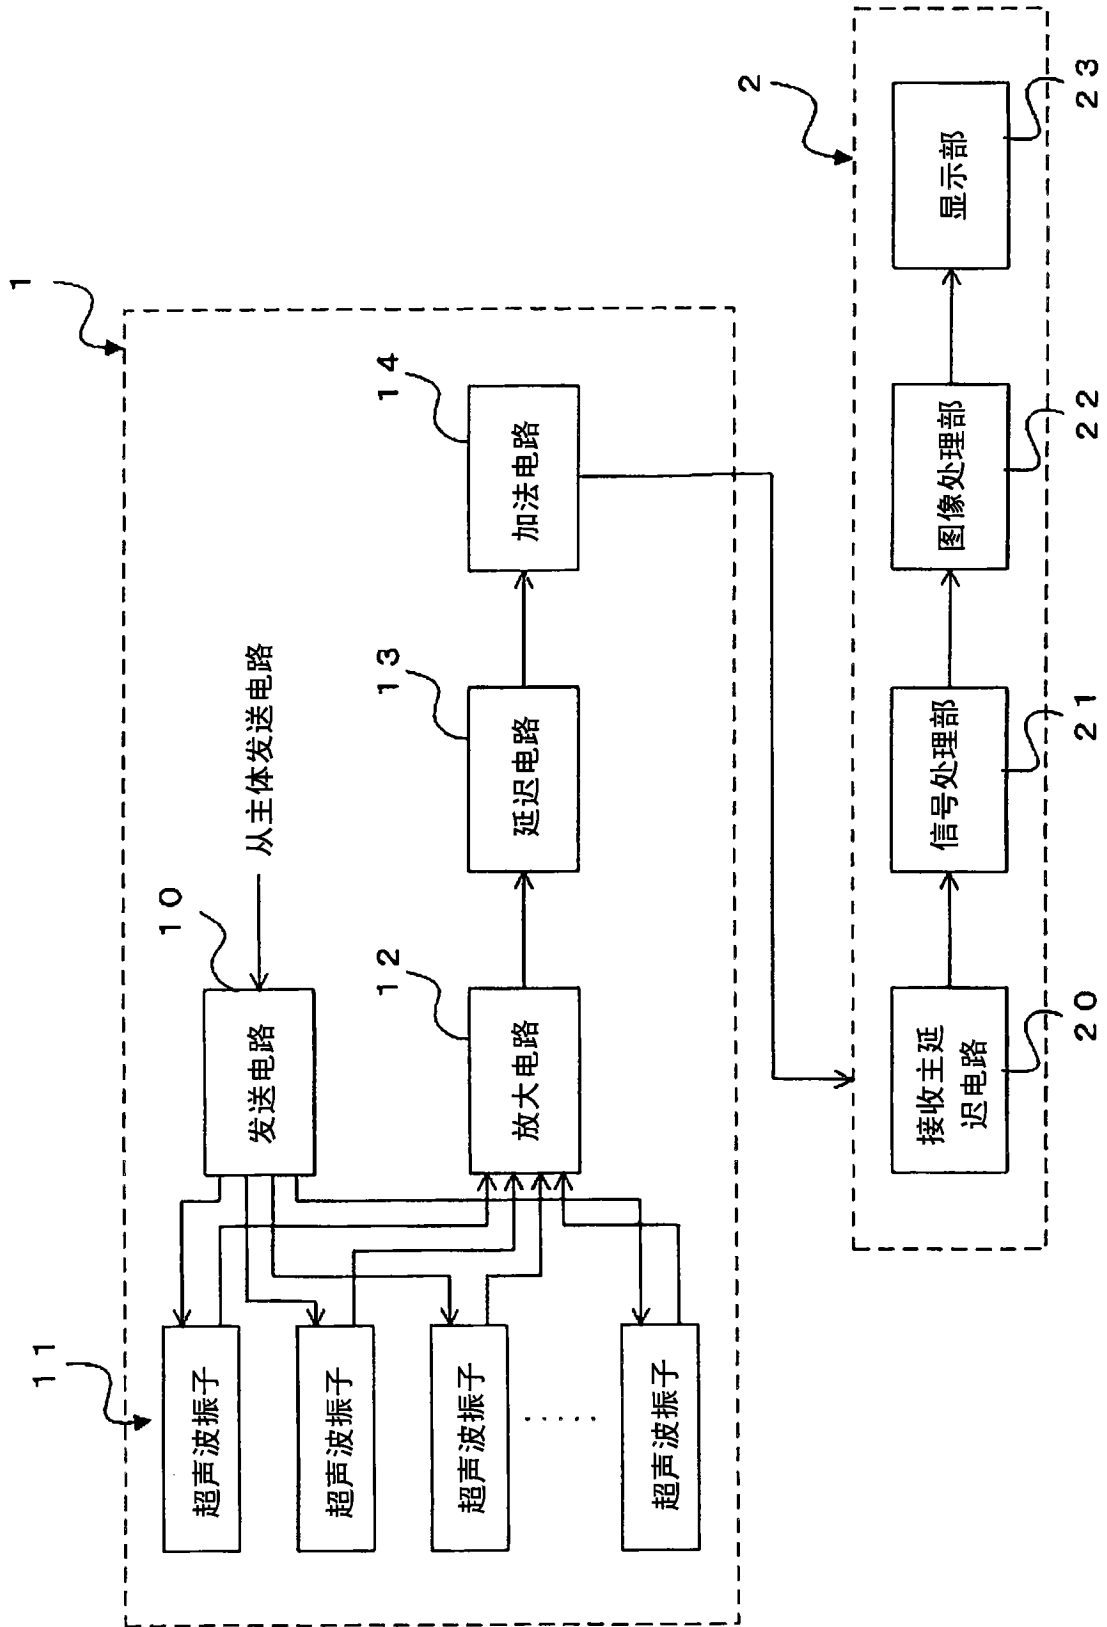 1
11
超声波振子
超声波振子
超声波振子
·····
超声波振子
发送电路
10
从主体发送电路
放大电路
12
延迟电路
13
加法电路
14
2
接收主延
迟电路
20
信号处理部
21
图像处理部
22
显示部
23